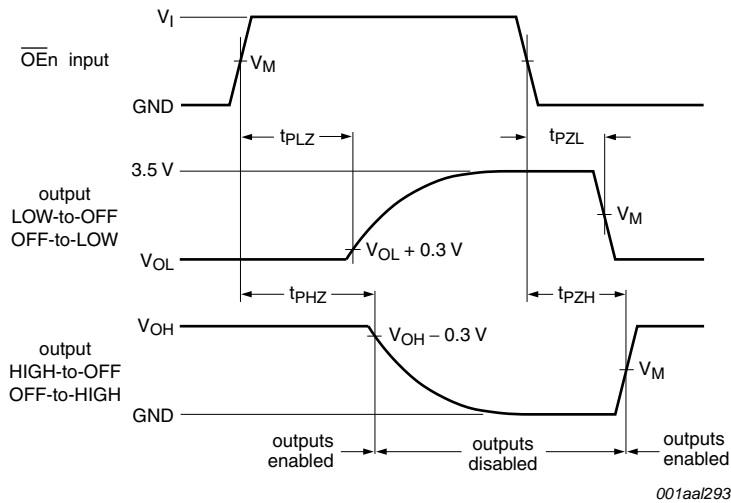 V_I
OEn input
V_M
GND
t_PLZ
t_PZL
3.5 V
output
LOW-to-OFF
OFF-to-LOW
V_M
V_OL + 0.3 V
V_OL
t_PHZ
t_PZH
V_OH
V_OH − 0.3 V
output
HIGH-to-OFF
OFF-to-HIGH
V_M
GND
outputs
enabled
outputs
disabled
outputs
enabled
001aal293